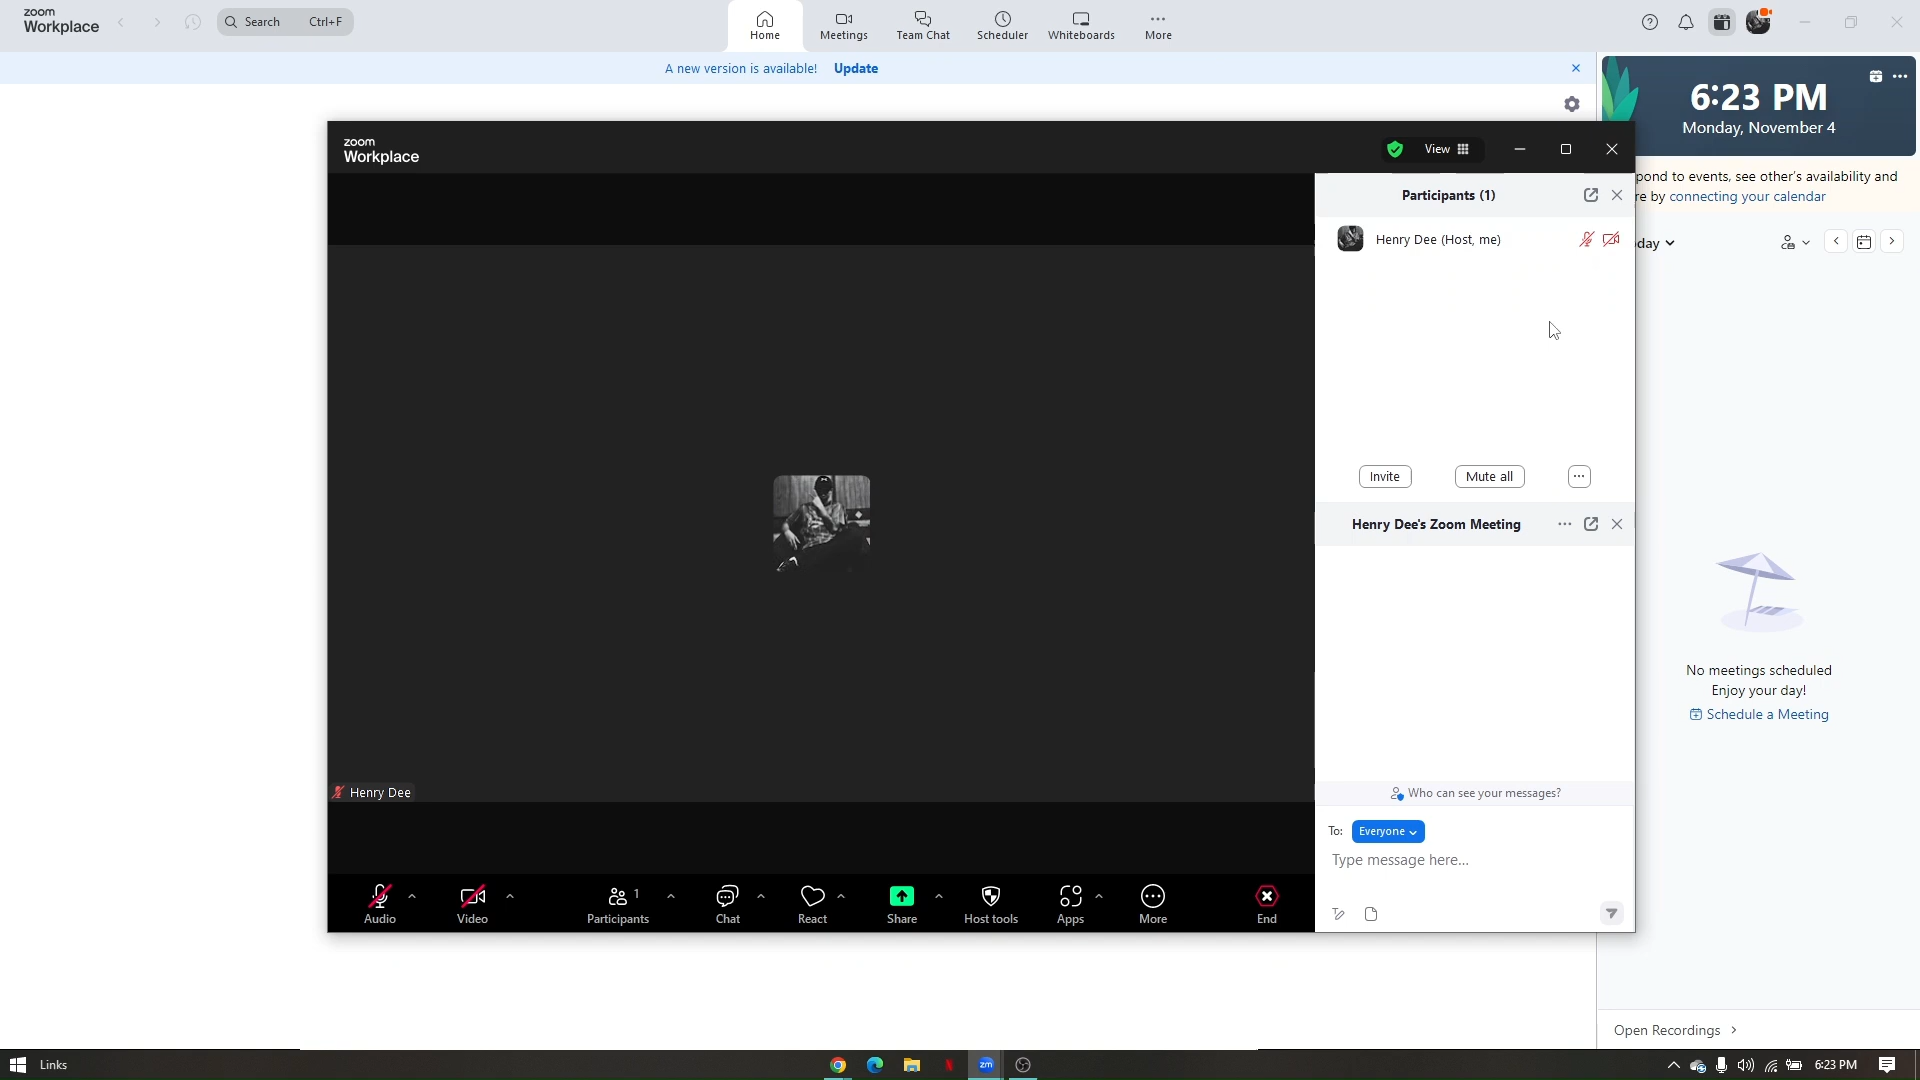 zoom
Workplace
Search Ctrl+F
Home
Meetings
Team Chat
Scheduler
Whiteboards
More
A new version is available! Update
6:23 PM
Monday, November 4
pond to events, see other's availability and
re by connecting your calendar
day
No meetings scheduled
Enjoy your day!
Schedule a Meeting
Open Recordings
zoom
Workplace
View
Participants (1)
Henry Dee (Host, me)
Invite
Mute all
Henry Dee's Zoom Meeting
Who can see your messages?
To: Everyone
Type message here...
Henry Dee
Audio
Video
1
Participants
Chat
React
Share
Host tools
Apps
More
End
Links
zm
6:23 PM